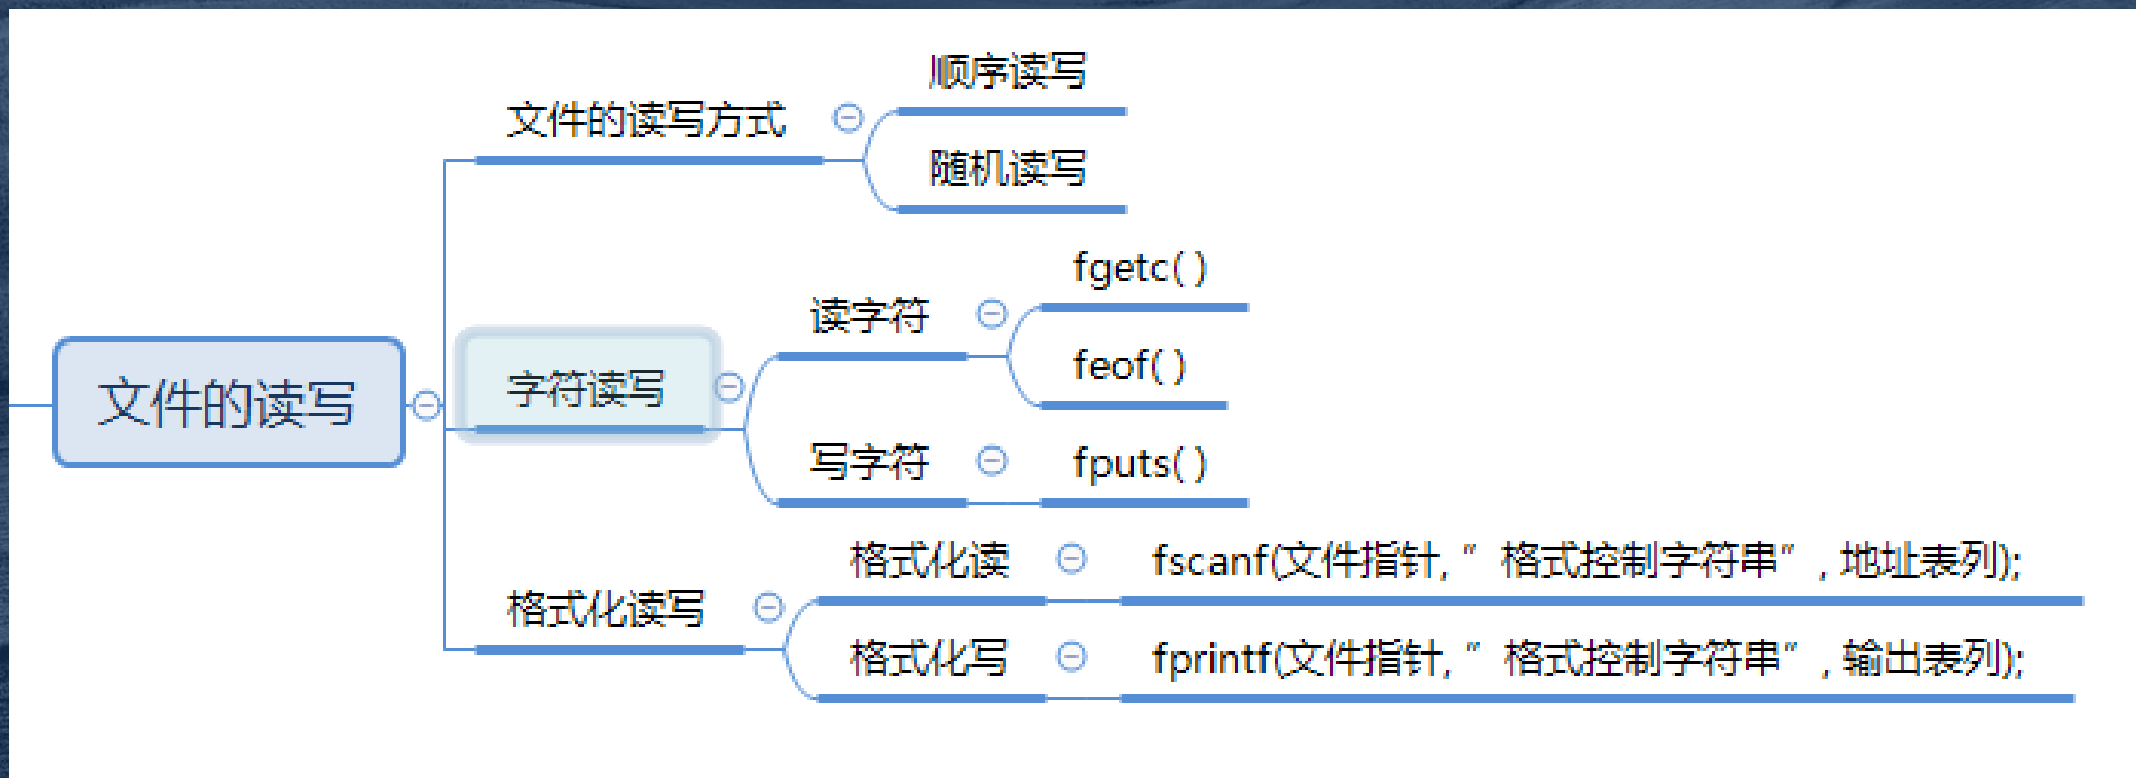 文件的读写
文件的读写方式
顺序读写
随机读写
字符读写
读字符
fgetc( )
feof( )
写字符
fputs( )
格式化读写
格式化读
fscanf(文件指针, ”格式控制字符串”, 地址表列);
格式化写
fprintf(文件指针, ”格式控制字符串”, 输出表列);